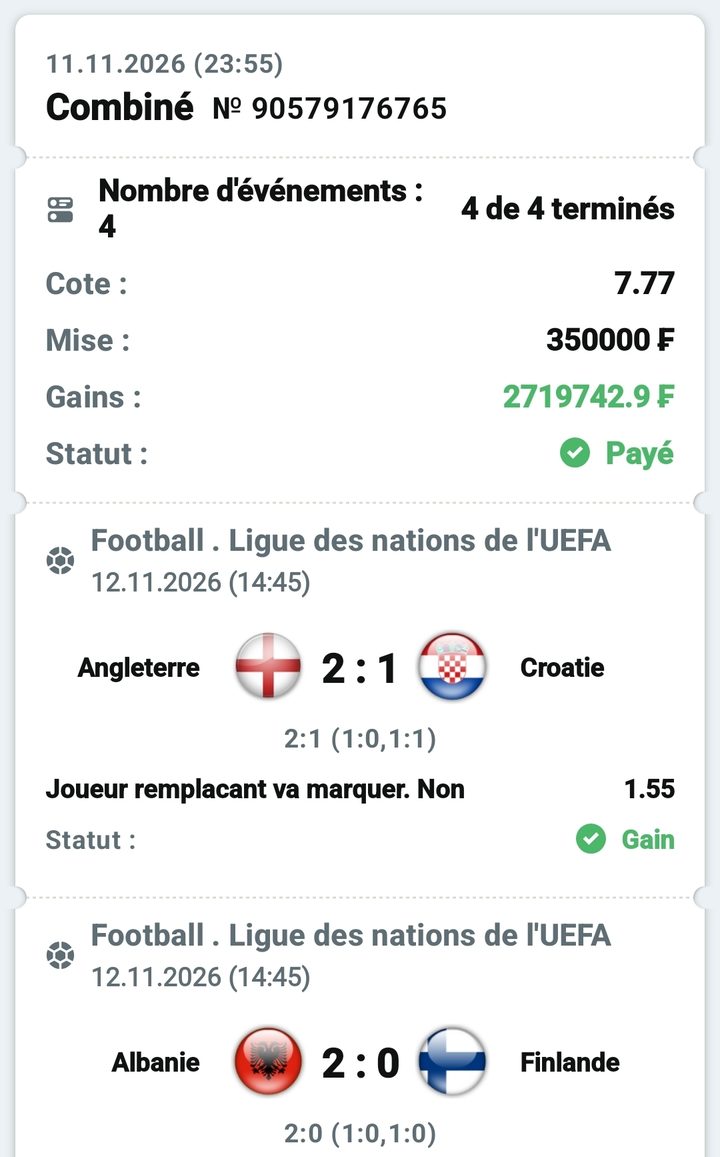 11.11.2026 (23:55)
Combiné № 90579176765
Nombre d'événements : 4
4 de 4 terminés
Cote : 7.77
Mise : 350000 ₣
Gains : 2719742.9 ₣
Statut : Payé
Football . Ligue des nations de l'UEFA
12.11.2026 (14:45)
Angleterre 2 : 1 Croatie
2:1 (1:0,1:1)
Joueur remplacant va marquer. Non 1.55
Statut : Gain
Football . Ligue des nations de l'UEFA
12.11.2026 (14:45)
Albanie 2 : 0 Finlande
2:0 (1:0,1:0)